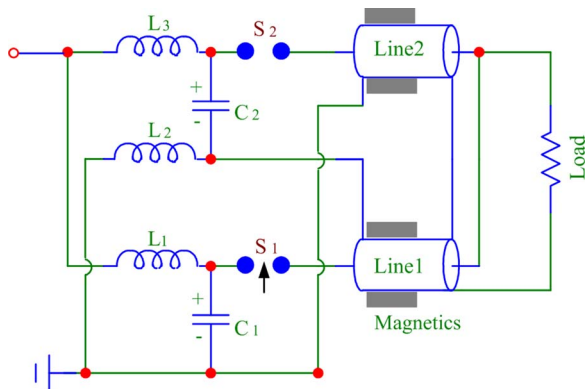 L3
S2
Line2
+
-
C2
L2
Load
L1
S1
Line1
+
-
C1
Magnetics